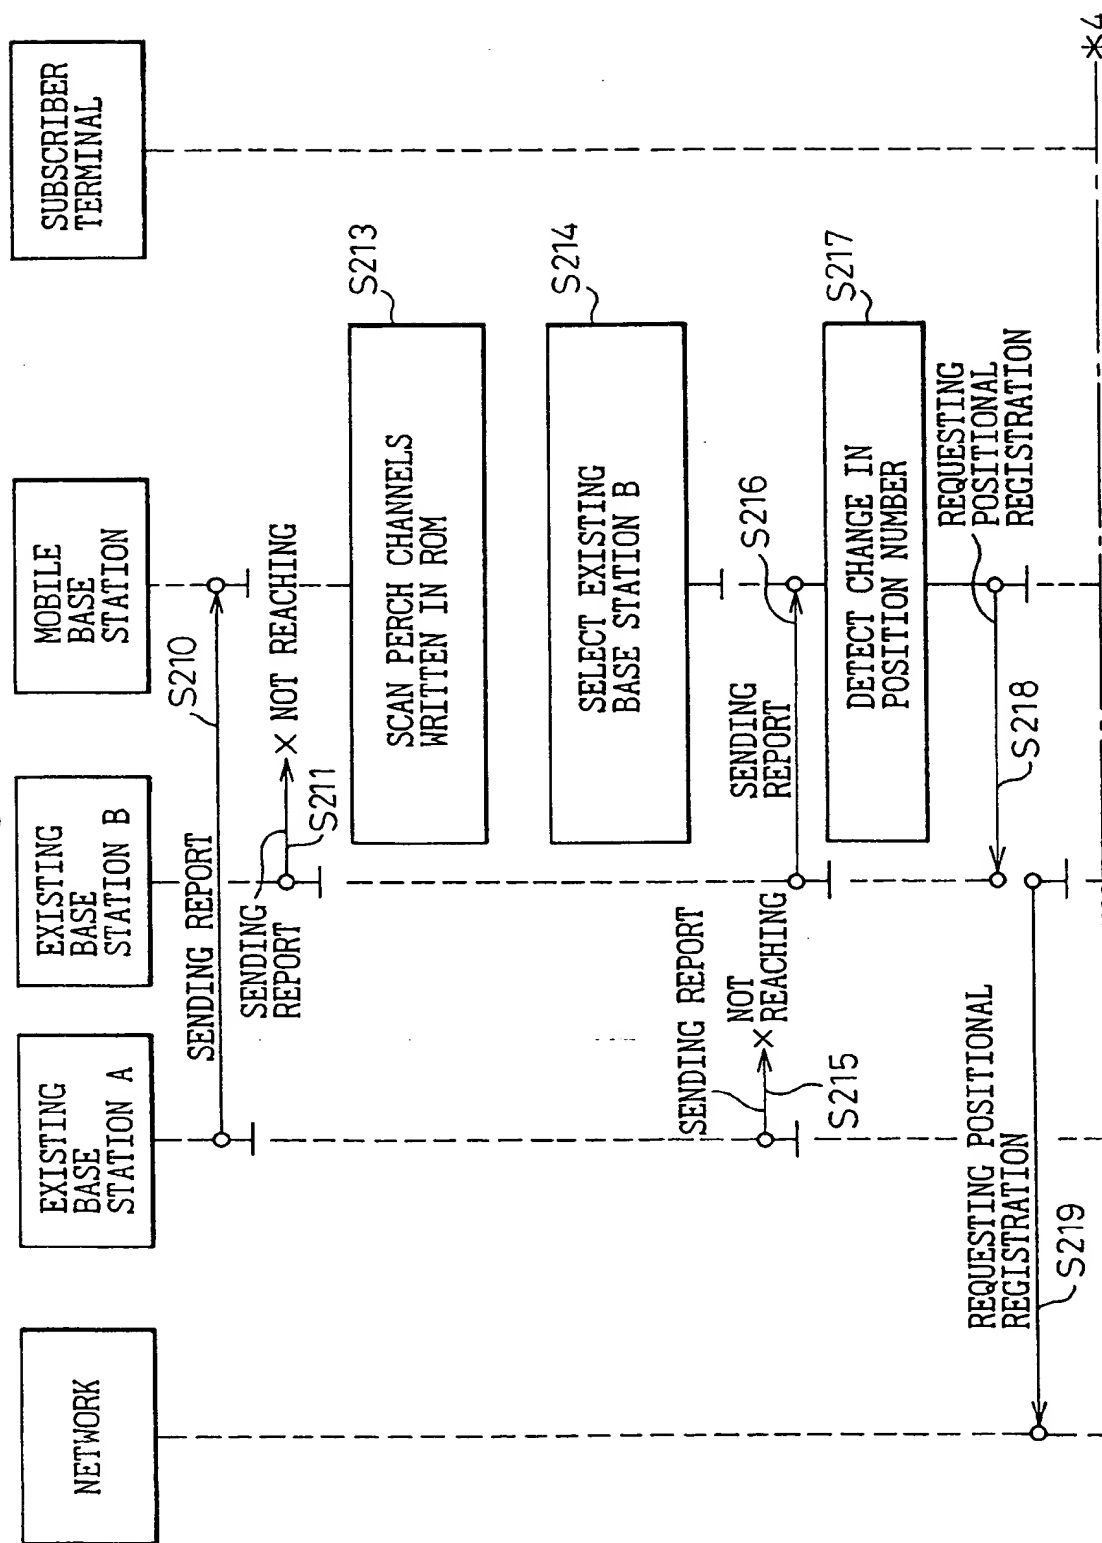 NETWORK
EXISTING
BASE
STATION A
EXISTING
BASE
STATION B
MOBILE
BASE
STATION
SUBSCRIBER
TERMINAL
SENDING REPORT
S210
SENDING
REPORT
S211
× NOT REACHING
SCAN PERCH CHANNELS
WRITTEN IN ROM
S213
SELECT EXISTING
BASE STATION B
S214
SENDING REPORT
S215
× NOT
REACHING
SENDING
REPORT
S216
DETECT CHANGE IN
POSITION NUMBER
S217
REQUESTING
POSITIONAL
REGISTRATION
S218
REQUESTING POSITIONAL
REGISTRATION
S219
*4